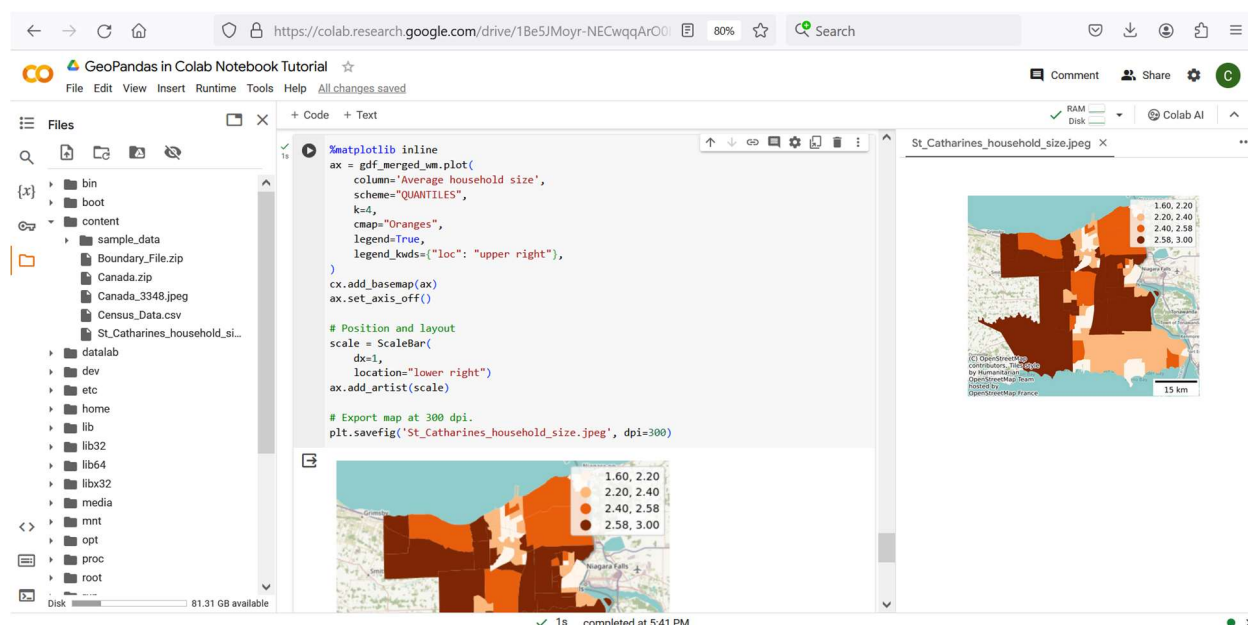 https://colab.research.google.com/drive/1Be5JMoyr-NECwqqArO0
80%
Search
GeoPandas in Colab Notebook Tutorial
File Edit View Insert Runtime Tools Help All changes saved
Comment
Share
C
Files
+ Code + Text
RAM
Disk
Colab AI
bin
boot
content
sample_data
Boundary_File.zip
Canada.zip
Canada_3348.jpeg
Census_Data.csv
St_Catharines_household_si...
datalab
dev
etc
home
lib
lib32
lib64
libx32
media
mnt
opt
proc
root
Disk
81.31 GB available
{x}
1s
%matplotlib inline
ax = gdf_merged_wm.plot(
column='Average household size',
scheme="QUANTILES",
k=4,
cmap="Oranges",
legend=True,
legend_kwds={"loc": "upper right"},
)
cx.add_basemap(ax)
ax.set_axis_off()
# Position and layout
scale = ScaleBar(
dx=1,
location="lower right")
ax.add_artist(scale)
# Export map at 300 dpi.
plt.savefig('St_Catharines_household_size.jpeg', dpi=300)
1.60, 2.20
2.20, 2.40
2.40, 2.58
2.58, 3.00
Grimsby
Niagara Falls
St_Catharines_household_size.jpeg
1.60, 2.20
2.20, 2.40
2.40, 2.58
2.58, 3.00
Niagara Falls
(C) OpenStreetMap
contributors, Tiles style
by Humanitarian
OpenStreetMap Team
hosted by
OpenStreetMap France
15 km
1s completed at 5:41 PM